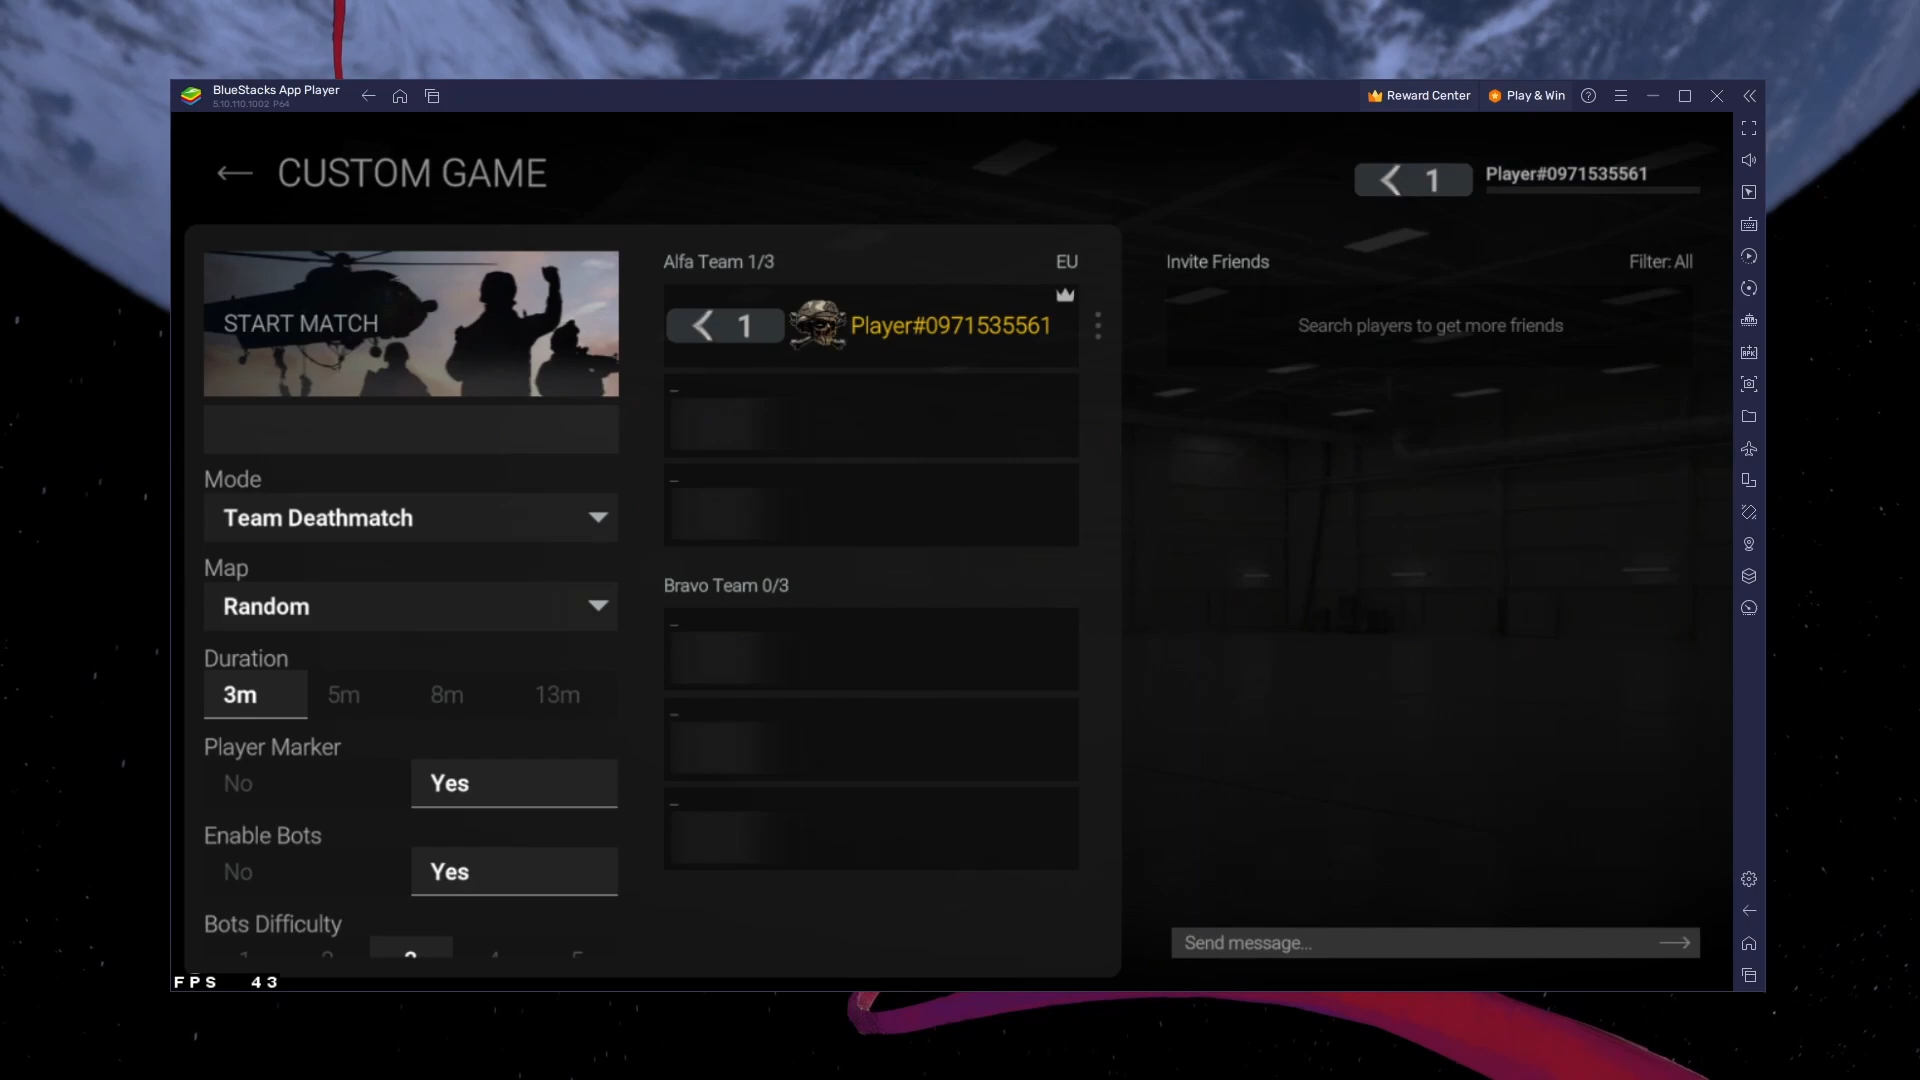 BlueStacks App Player
5.10.110.1002 P64
Reward Center
Play & Win
CUSTOM GAME
1
Player#0971535561
START MATCH
Mode
Team Deathmatch
Map
Random
Duration
3m 5m 8m 13m
Player Marker
No Yes
Enable Bots
No Yes
Bots Difficulty
Alfa Team 1/3 EU
1 Player#0971535561
–
–
Bravo Team 0/3
–
–
–
Invite Friends Filter: All
Search players to get more friends
Send message...
FPS 43